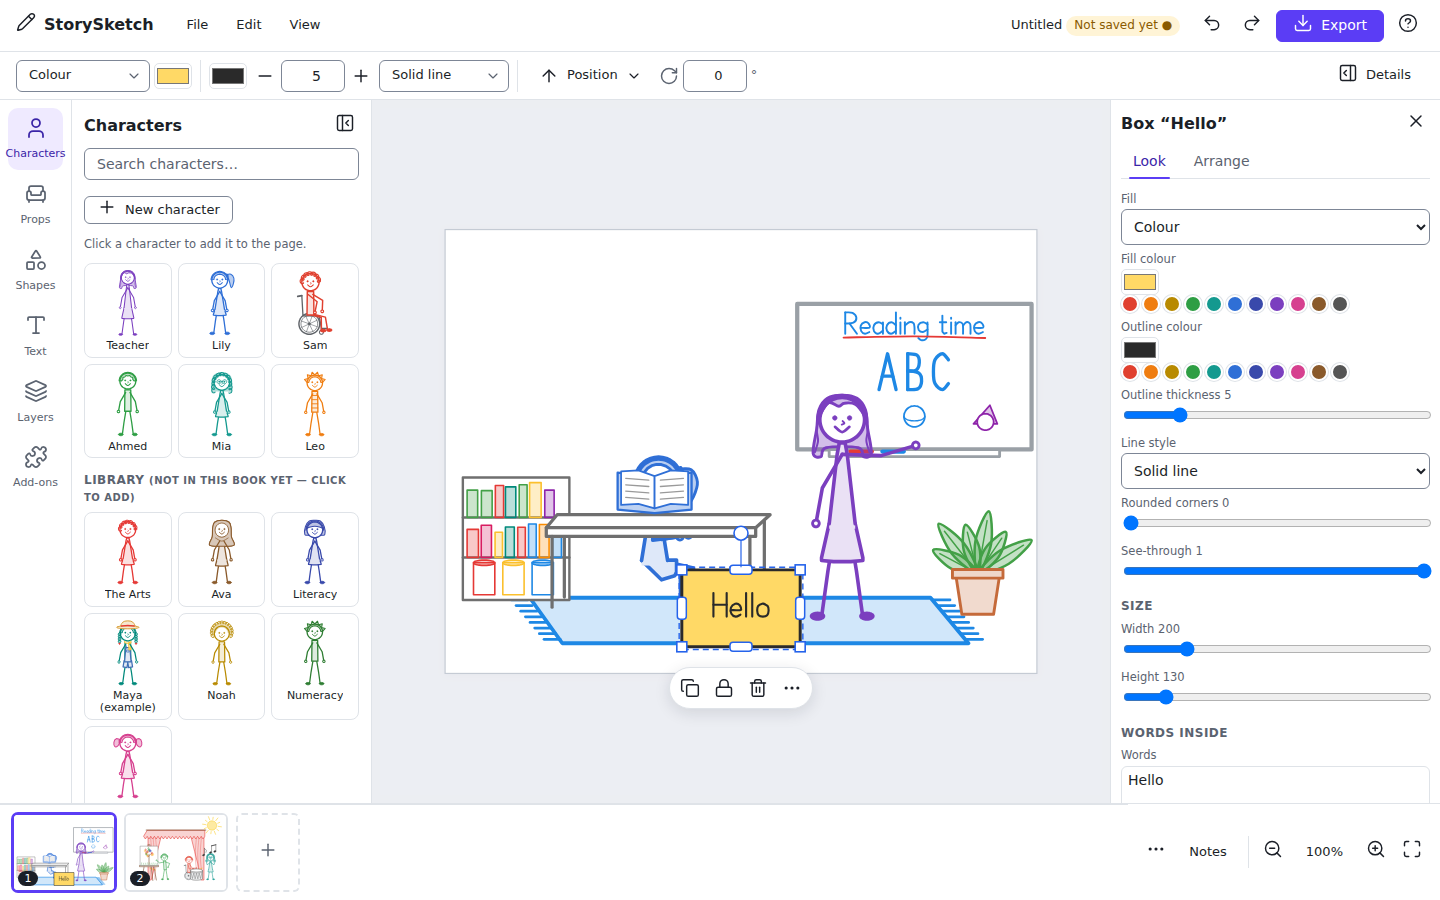 StorySketch File Edit View Untitled Not saved yet Export
Colour 5 Solid line Position 0 ° Details
Characters
Props
Shapes
Text
Layers
Add-ons
Characters
Search characters…
New character
Click a character to add it to the page.
Teacher Lily Sam
Ahmed Mia Leo
LIBRARY (NOT IN THIS BOOK YET — CLICK
TO ADD)
The Arts Ava Literacy
Maya
(example) Noah Numeracy
Reading time
ABC
Hello
Box “Hello”
Look Arrange
Fill
Colour
Fill colour
Outline colour
Outline thickness 5
Line style
Solid line
Rounded corners 0
See-through 1
SIZE
Width 200
Height 130
WORDS INSIDE
Words
Hello
Reading time
ABC
Hello
1 2
Notes 100%